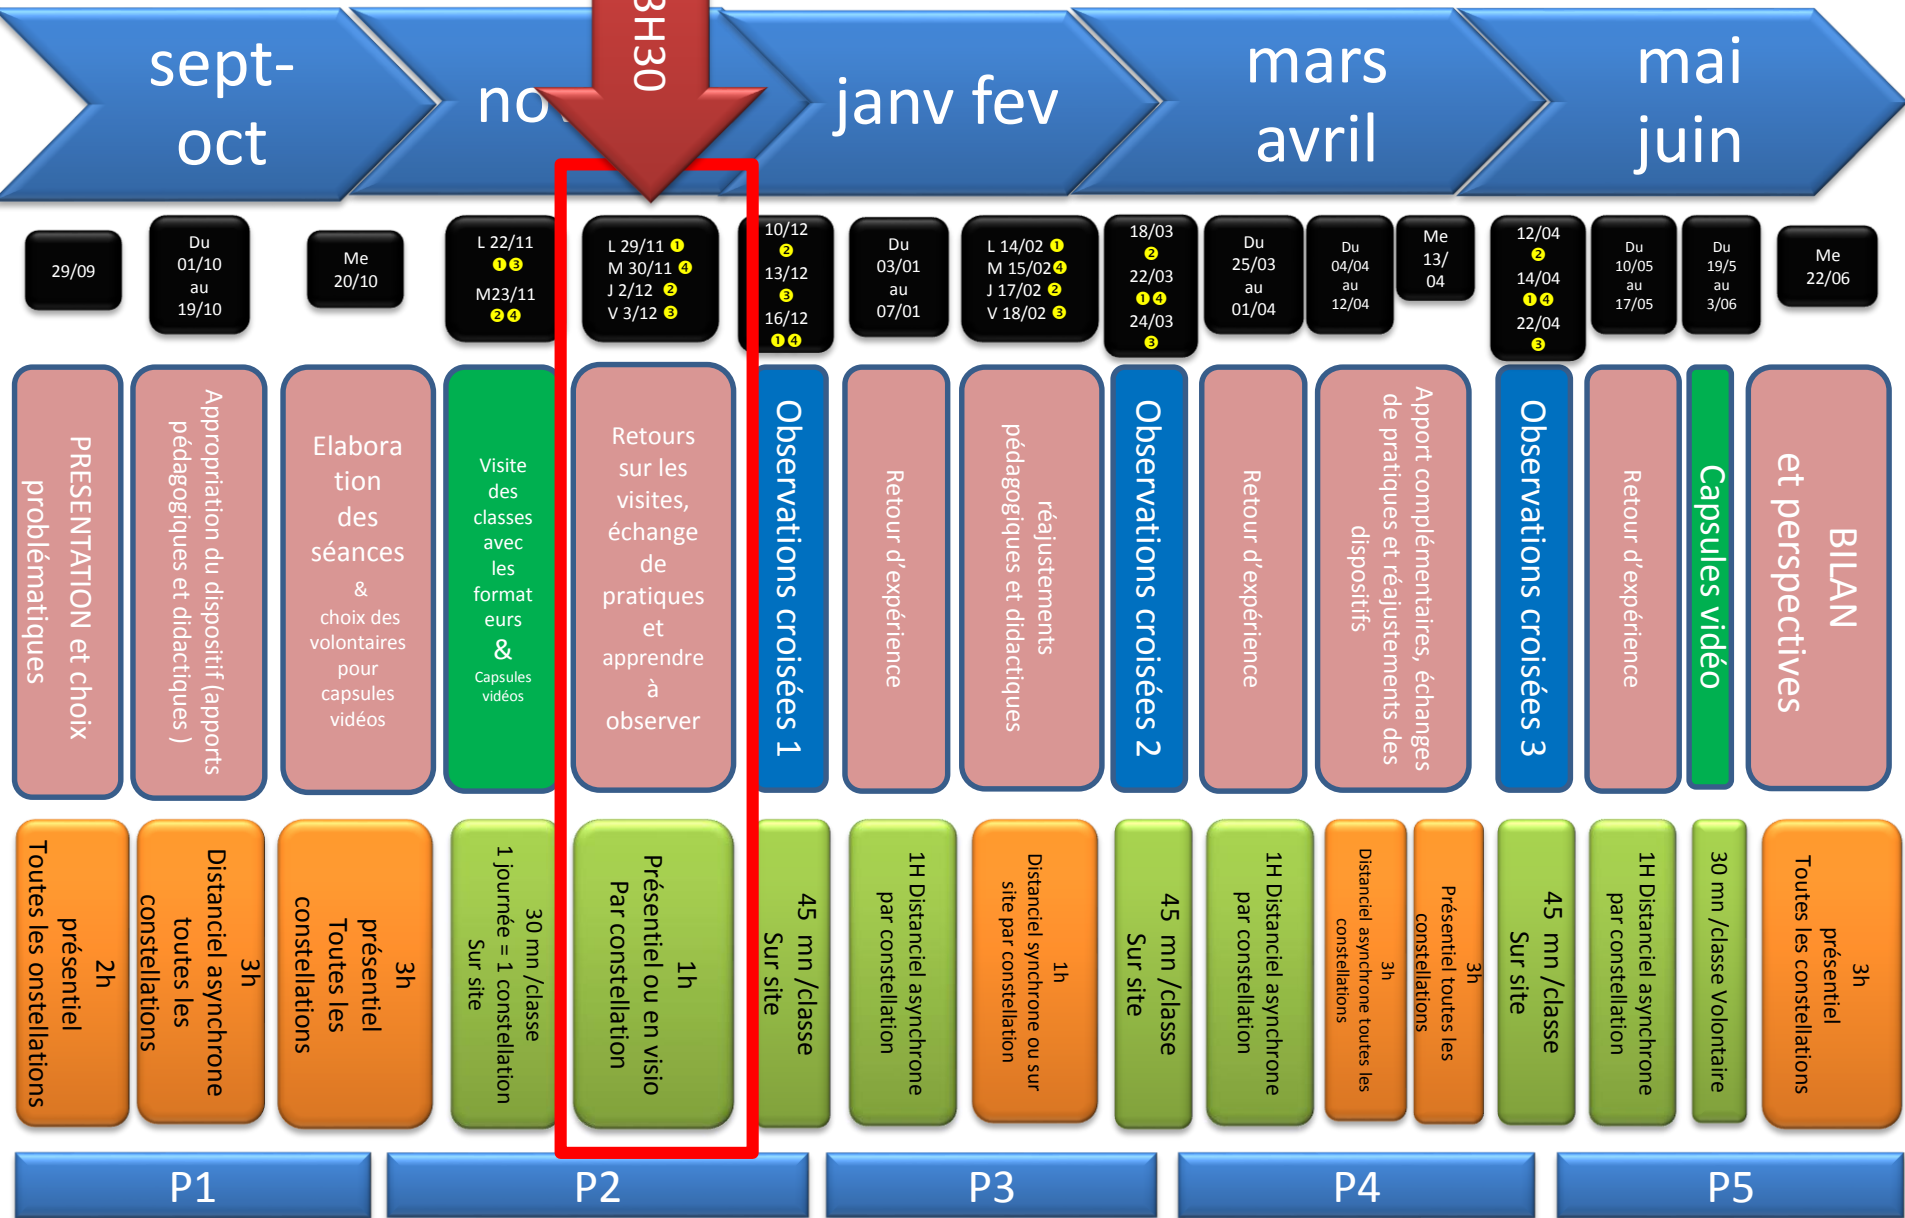 3H30
sept-
oct
nov
janv fev
mars
avril
mai
juin
29/09
Du
01/10
au
19/10
Me
20/10
L 22/11
❶❸
M23/11
❷❹
L 29/11 ❶
M 30/11 ❹
J 2/12 ❷
V 3/12 ❸
10/12
❷
13/12
❸
16/12
❶❹
Du
03/01
au
07/01
L 14/02 ❶
M 15/02❹
J 17/02 ❷
V 18/02 ❸
18/03
❷
22/03
❶❹
24/03
❸
Du
25/03
au
01/04
Du
04/04
au
12/04
Me
13/
04
12/04
❷
14/04
❶❹
22/04
❸
Du
10/05
au
17/05
Du
19/5
au
3/06
Me
22/06
PRESENTATION et choix
problématiques
Appropriation du dispositif (apports
pédagogiques et didactiques )
Elabora
tion
des
séances
&
choix des
volontaires
pour
capsules
vidéos
Visite
des
classes
avec
les
format
eurs
&
Capsules
vidéos
Retours
sur les
visites,
échange
de
pratiques
et
apprendre
à
observer
Observations croisées 1
Retour d’expérience
réajustements
pédagogiques et didactiques
Observations croisées 2
Retour d’expérience
Apport complémentaires, échanges
de pratiques et réajustements des
dispositifs
Observations croisées 3
Retour d’expérience
Capsules vidéo
BILAN
et perspectives
2h
présentiel
Toutes les onstellations
3h
Distanciel asynchrone
toutes les
constellations
3h
présentiel
Toutes les
constellations
30 mn /classe
1 journée = 1 constellation
Sur site
1h
Présentiel ou en visio
Par constellation
45 mn /classe
Sur site
1H Distanciel asynchrone
par constellation
1h
Distanciel synchrone ou sur
site par constellation
45 mn /classe
Sur site
1H Distanciel asynchrone
par constellation
3h
Distanciel asynchrone toutes les
constellations
3h
Présentiel toutes les
constellations
45 mn /classe
Sur site
1H Distanciel asynchrone
par constellation
30 mn /classe Volontaire
3h
présentiel
Toutes les constellations
P1
P2
P3
P4
P5